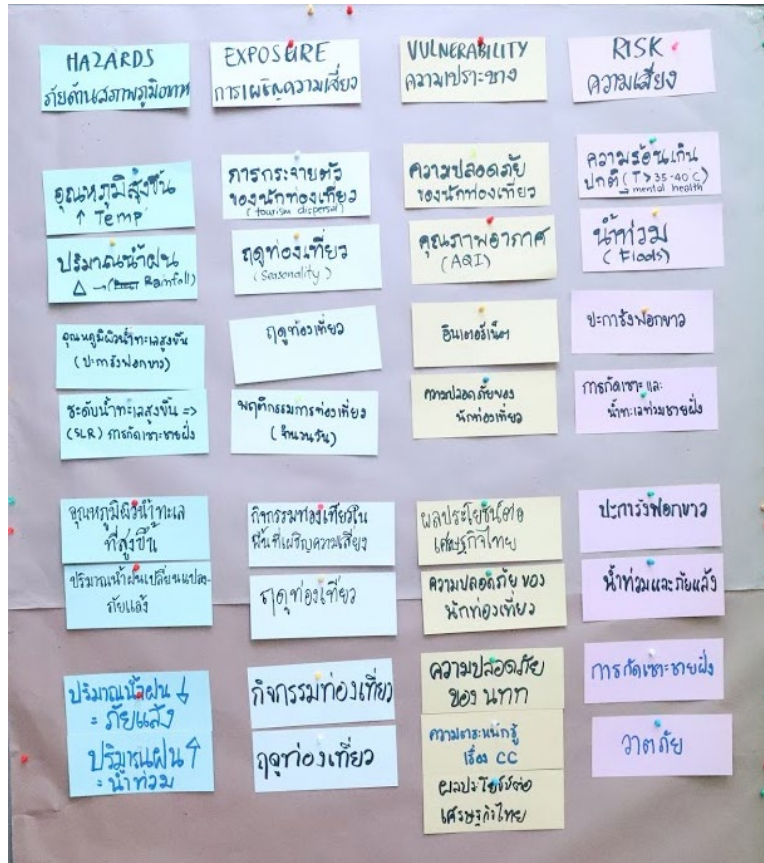 HAZARDS
ภัยด้านสภาพภูมิอากาศ
EXPOSURE
การเผชิญความเสี่ยง
VULNERABILITY
ความเปราะบาง
RISK
ความเสี่ยง
อุณหภูมิสูงขึ้น
↑ Temp
การกระจายตัว
ของนักท่องเที่ยว
(tourism dispersal)
ความปลอดภัย
ของนักท่องเที่ยว
ความร้อนเกิน
ปกติ (T > 35-40 C)
mental health
ปริมาณน้ำฝน
△ → (Rainfall)
ฤดูท่องเที่ยว
(Seasonality)
คุณภาพอากาศ
(AQI)
น้ำท่วม
(Floods)
อุณหภูมิผิวน้ำทะเลสูงขึ้น
(ปะการังฟอกขาว)
ฤดูท่องเที่ยว
อินเตอร์เน็ต
ปะการังฟอกขาว
ระดับน้ำทะเลสูงขึ้น =>
(SLR) การกัดเซาะชายฝั่ง
พฤติกรรมการท่องเที่ยว
(จำนวนวัน)
ความปลอดภัยของ
นักท่องเที่ยว
การกัดเซาะ และ
น้ำทะเลท่วมชายฝั่ง
อุณหภูมิผิวน้ำทะเล
ที่สูงขึ้น
กิจกรรมท่องเที่ยวใน
พื้นที่เผชิญความเสี่ยง
ผลประโยชน์ต่อ
เศรษฐกิจไทย
ปะการังฟอกขาว
ปริมาณน้ำฝนเปลี่ยนแปลง-
ภัยแล้ง
ฤดูท่องเที่ยว
ความปลอดภัย ของ
นักท่องเที่ยว
น้ำท่วมและภัยแล้ง
ปริมาณน้ำฝน ↓
= ภัยแล้ง
กิจกรรมท่องเที่ยว
ความปลอดภัย
ของ นทท
การกัดเซาะชายฝั่ง
ปริมาณฝน ↑
= น้ำท่วม
ฤดูท่องเที่ยว
ความตระหนักรู้
เรื่อง CC
วาตภัย
ผลประโยชน์ต่อ
เศรษฐกิจไทย